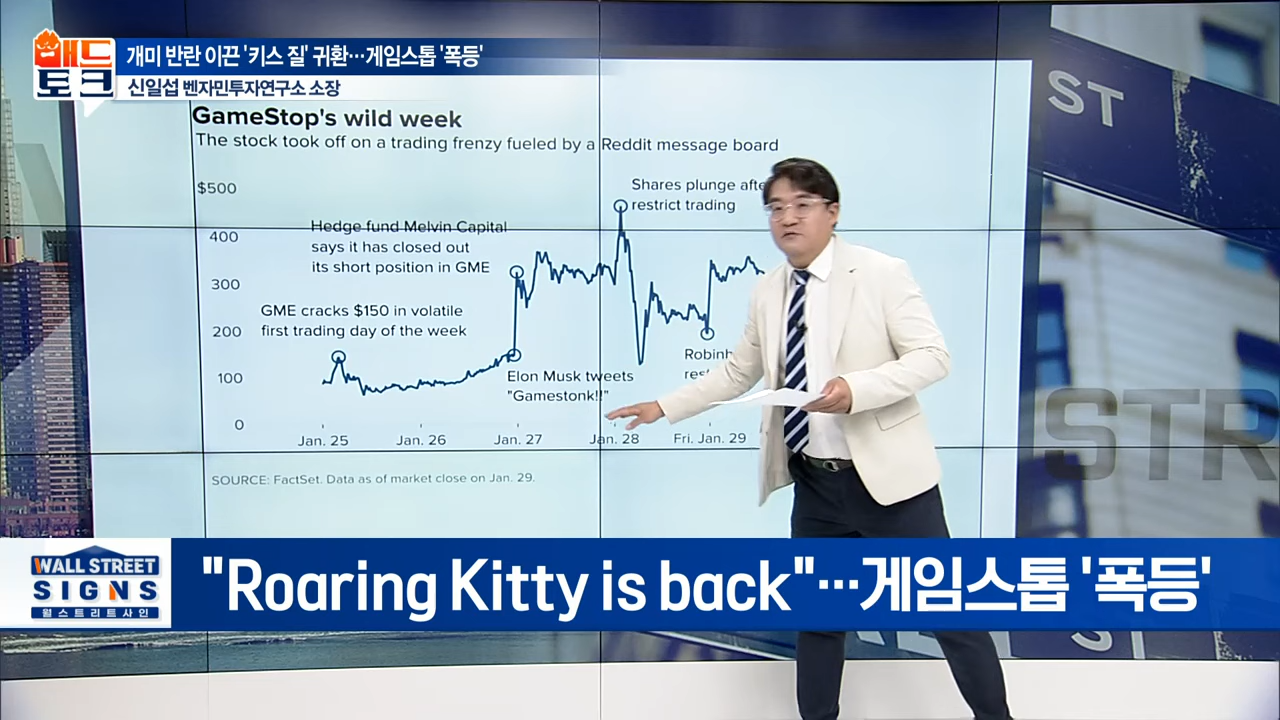 매드
토크
개미 반란 이끈 '키스 질' 귀환…게임스톱 '폭등'
신일섭 벤자민투자연구소 소장
GameStop's wild week
The stock took off on a trading frenzy fueled by a Reddit message board
$500
400
300
200
100
0
Shares plunge afte
restrict trading
Hedge fund Melvin Capital
says it has closed out
its short position in GME
GME cracks $150 in volatile
first trading day of the week
Elon Musk tweets
"Gamestonk!!"
Robinh
rest
Jan. 25
Jan. 26
Jan. 27
Jan. 28
Fri. Jan. 29
SOURCE: FactSet. Data as of market close on Jan. 29.
ST
STR
WALL STREET
SIGNS
월스트리트사인
"Roaring Kitty is back"…게임스톱 '폭등'